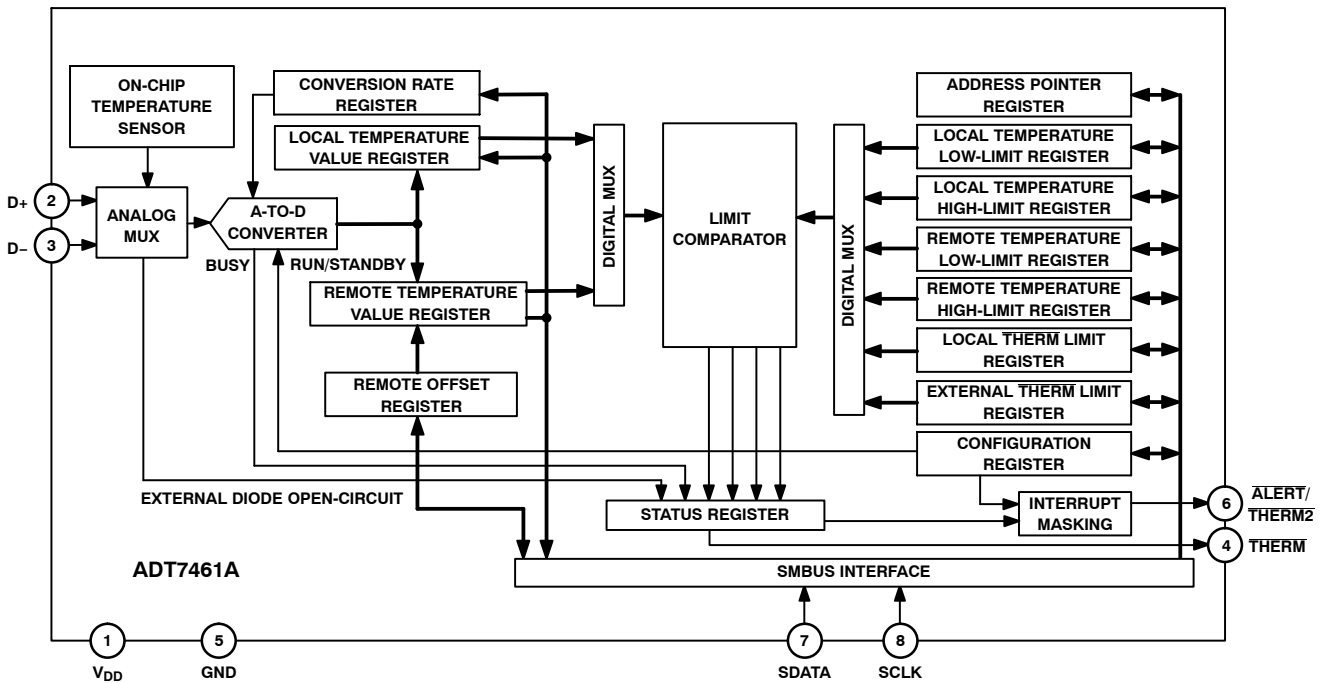 ON-CHIP
TEMPERATURE
SENSOR
CONVERSION RATE
REGISTER
LOCAL TEMPERATURE
VALUE REGISTER
D+
2
D−
3
ANALOG
MUX
A-TO-D
CONVERTER
BUSY
RUN/STANDBY
REMOTE TEMPERATURE
VALUE REGISTER
REMOTE OFFSET
REGISTER
EXTERNAL DIODE OPEN-CIRCUIT
DIGITAL MUX
LIMIT
COMPARATOR
DIGITAL MUX
ADDRESS POINTER
REGISTER
LOCAL TEMPERATURE
LOW-LIMIT REGISTER
LOCAL TEMPERATURE
HIGH-LIMIT REGISTER
REMOTE TEMPERATURE
LOW-LIMIT REGISTER
REMOTE TEMPERATURE
HIGH-LIMIT REGISTER
LOCAL THERM LIMIT
REGISTER
EXTERNAL THERM LIMIT
REGISTER
CONFIGURATION
REGISTER
STATUS REGISTER
INTERRUPT
MASKING
6
ALERT/
THERM2
4
THERM
ADT7461A
SMBUS INTERFACE
1
VDD
5
GND
7
SDATA
8
SCLK